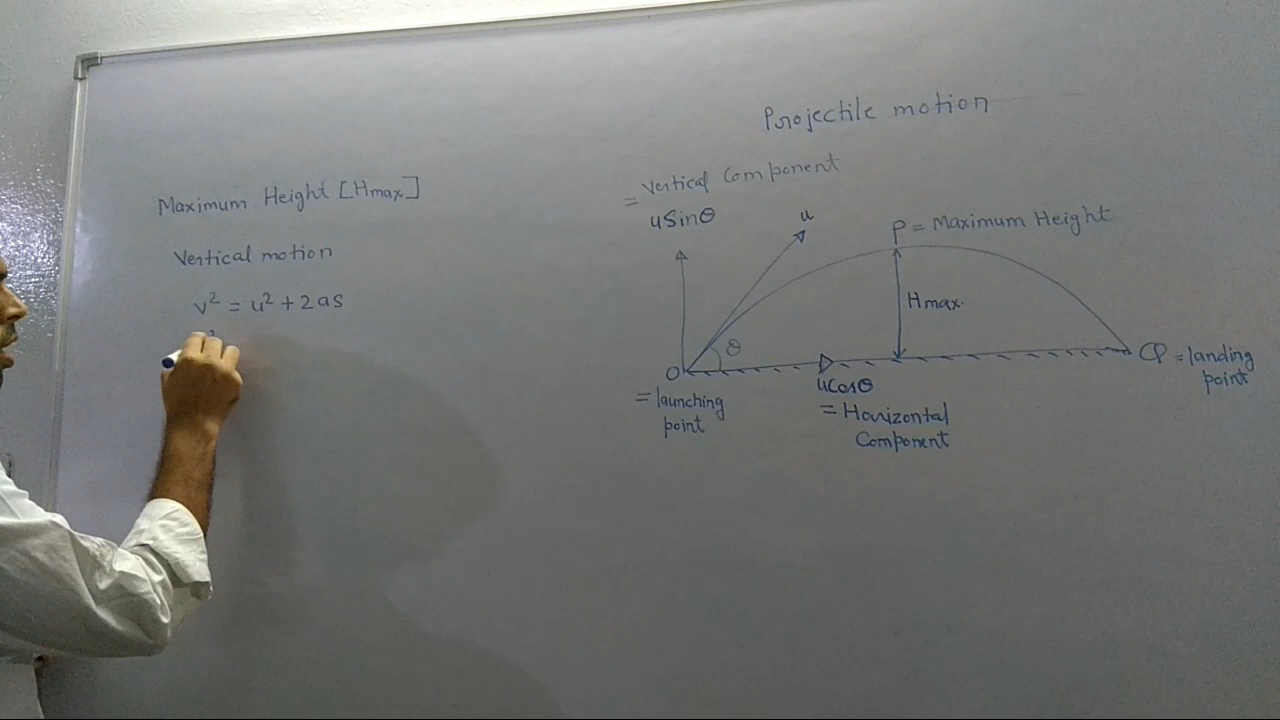 Projectile motion
Maximum Height [Hmax]
Vertical motion
v² = u² + 2as
= Vertical Component
uSinθ
u
P = Maximum Height
Hmax.
θ
O
= launching
point
uCosθ
= Horizontal
Component
CP = landing
point